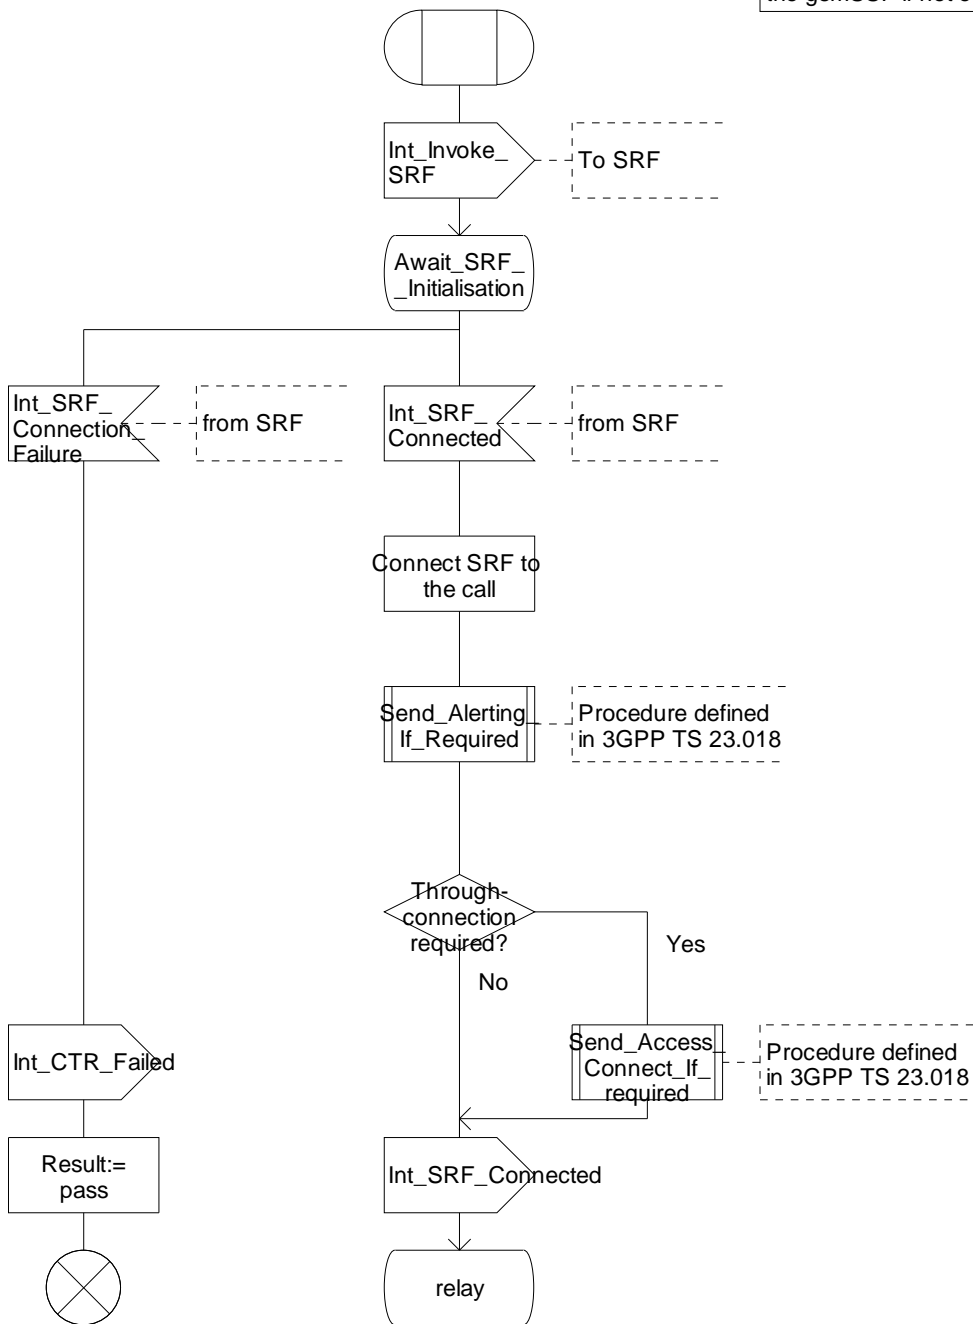 Int_Invoke_
SRF
To SRF
Await_SRF_
_Initialisation
Int_SRF_
Connection_
Failure
from SRF
Int_SRF_
Connected
from SRF
Connect SRF to
the call
Send_Alerting_
If_Required
Procedure defined
in 3GPP TS 23.018
Through-
connection
required?
Yes
No
Int_CTR_Failed
Send_Access_
Connect_If_
required
Procedure defined
in 3GPP TS 23.018
Result:=
pass
Int_SRF_Connected
relay